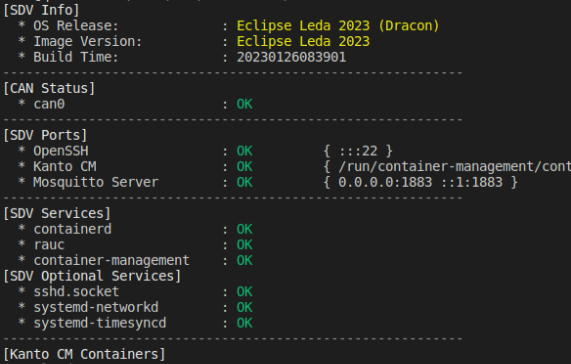 [SDV Info]
* OS Release: : Eclipse Leda 2023 (Dracon)
* Image Version: : Eclipse Leda 2023
* Build Time: : 20230126083901
----------------------------------------------------------
[CAN Status]
* can0 : OK
----------------------------------------------------------
[SDV Ports]
* OpenSSH : OK { :::22 }
* Kanto CM : OK { /run/container-management/cont
* Mosquitto Server : OK { 0.0.0.0:1883 ::1:1883 }
----------------------------------------------------------
[SDV Services]
* containerd : OK
* rauc : OK
* container-management : OK
[SDV Optional Services]
* sshd.socket : OK
* systemd-networkd : OK
* systemd-timesyncd : OK
----------------------------------------------------------
[Kanto CM Containers]